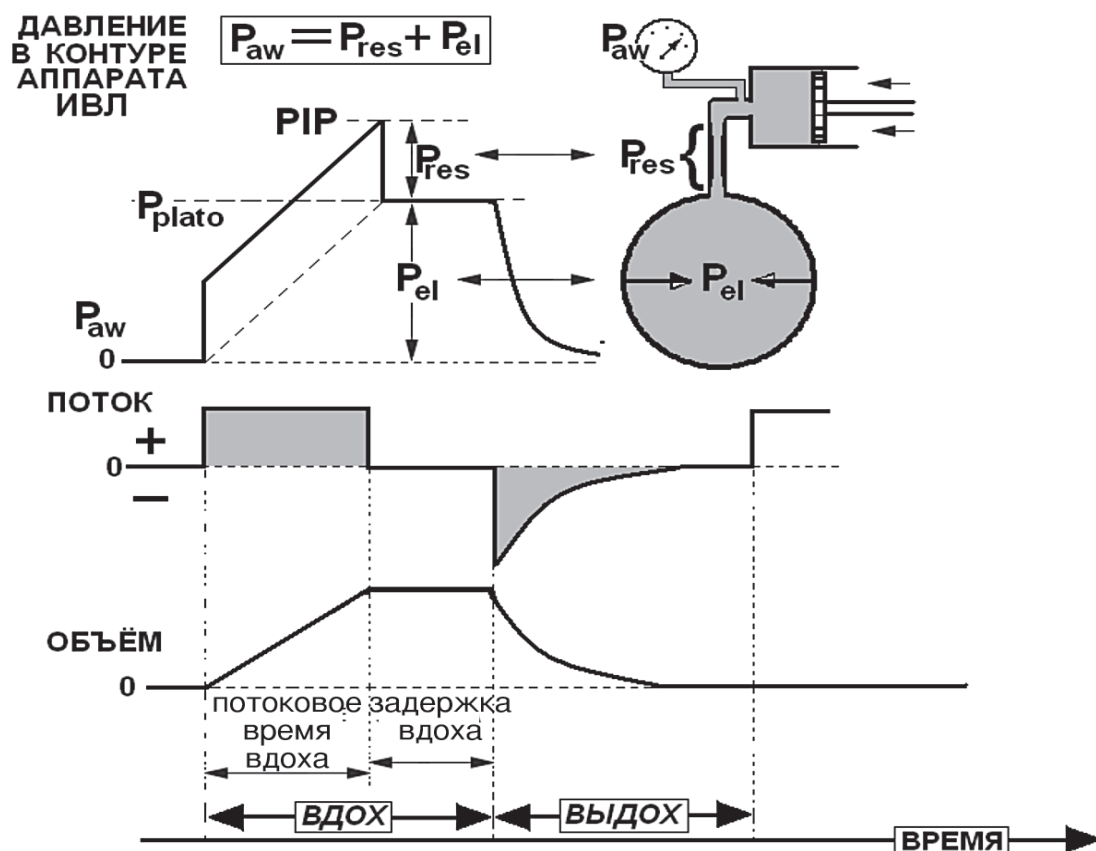 ДАВЛЕНИЕ
В КОНТУРЕ
АППАРАТА
ИВЛ
Paw = Pres + Pel
Paw
PIP
Pres
Pres
Pplato
Pel
Pel
Paw
0
ПОТОК
+
0
−
ОБЪЁМ
0
потоковое задержка
время вдоха
вдоха
ВДОХ
ВЫДОХ
ВРЕМЯ